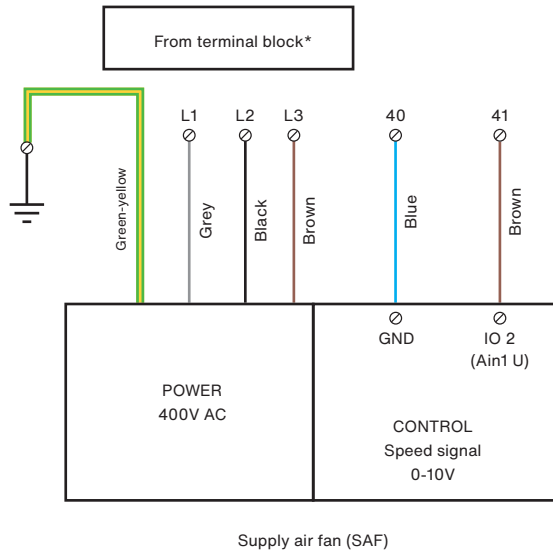 From terminal block*
L1
L2
L3
40
41
Green-yellow
Grey
Black
Brown
Blue
Brown
GND
IO 2
(Ain1 U)
POWER
400V AC
CONTROL
Speed signal
0-10V
Supply air fan (SAF)